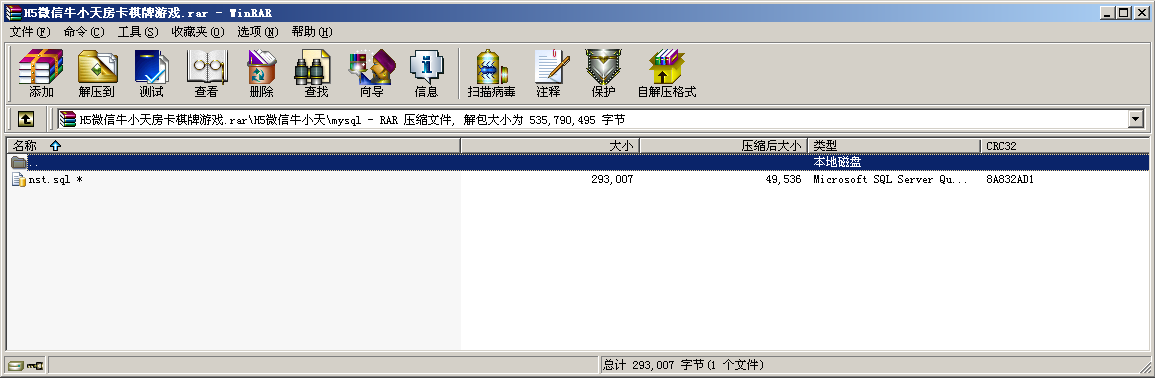 H5微信牛小天房卡棋牌游戏.rar - WinRAR
文件(F) 命令(C) 工具(S) 收藏夹(O) 选项(N) 帮助(H)
添加 解压到 测试 查看 删除 查找 向导 信息 扫描病毒 注释 保护 自解压格式
H5微信牛小天房卡棋牌游戏.rar\H5微信牛小天\mysql - RAR 压缩文件, 解包大小为 535,790,495 字节
名称 大小 压缩后大小 类型 CRC32
.. 本地磁盘
nst.sql * 293,007 49,536 Microsoft SQL Server Qu... 8A832AD1
总计 293,007 字节(1 个文件)